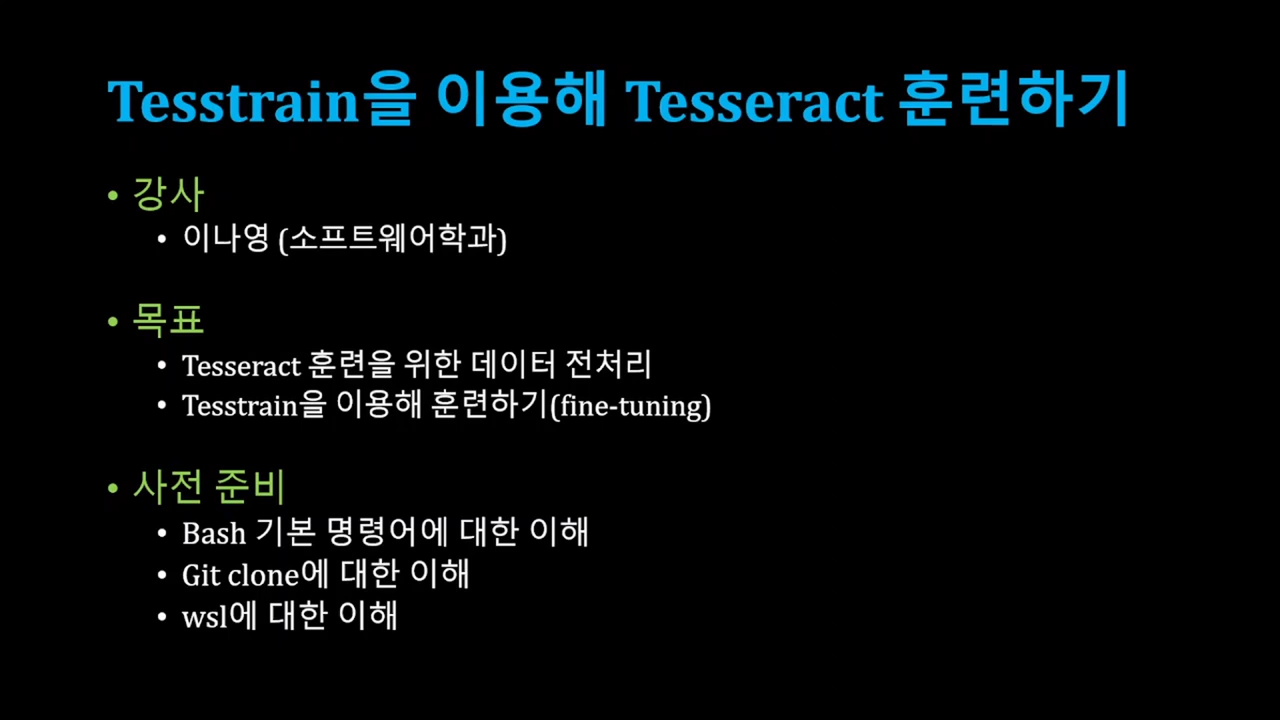 Tesstrain을 이용해 Tesseract 훈련하기
• 강사
• 이나영 (소프트웨어학과)
• 목표
• Tesseract 훈련을 위한 데이터 전처리
• Tesstrain을 이용해 훈련하기(fine-tuning)
• 사전 준비
• Bash 기본 명령어에 대한 이해
• Git clone에 대한 이해
• wsl에 대한 이해